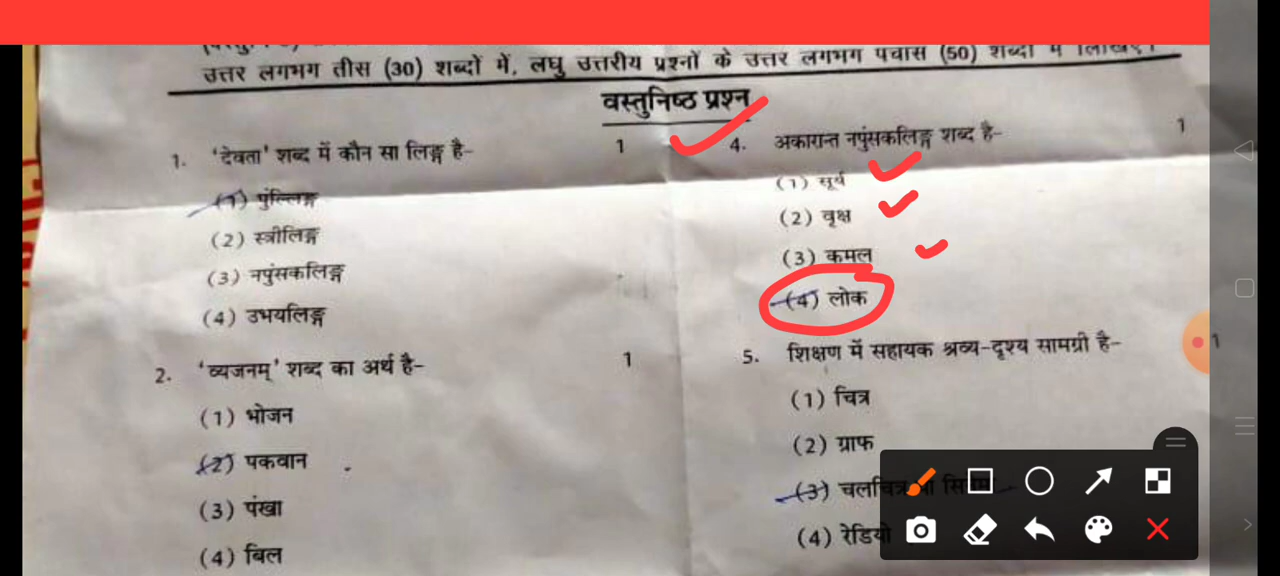 उत्तर लगभग तीस (30) शब्दों में, लघु उत्तरीय प्रश्नों के उत्तर लगभग पचास (50) शब्दों में लिखिए।
वस्तुनिष्ठ प्रश्न
1. 'देवता' शब्द में कौन सा लिङ्ग है- 1
(1) पुंल्लिङ्ग
(2) स्त्रीलिङ्ग
(3) नपुंसकलिङ्ग
(4) उभयलिङ्ग
2. 'व्यजनम्' शब्द का अर्थ है- 1
(1) भोजन
(2) पकवान
(3) पंखा
(4) बिल
4. अकारान्त नपुंसकलिङ्ग शब्द है- 1
(1) सूर्य
(2) वृक्ष
(3) कमल
(4) लोक
5. शिक्षण में सहायक श्रव्य-दृश्य सामग्री है- 1
(1) चित्र
(2) ग्राफ
(3)
(4) रेडियो